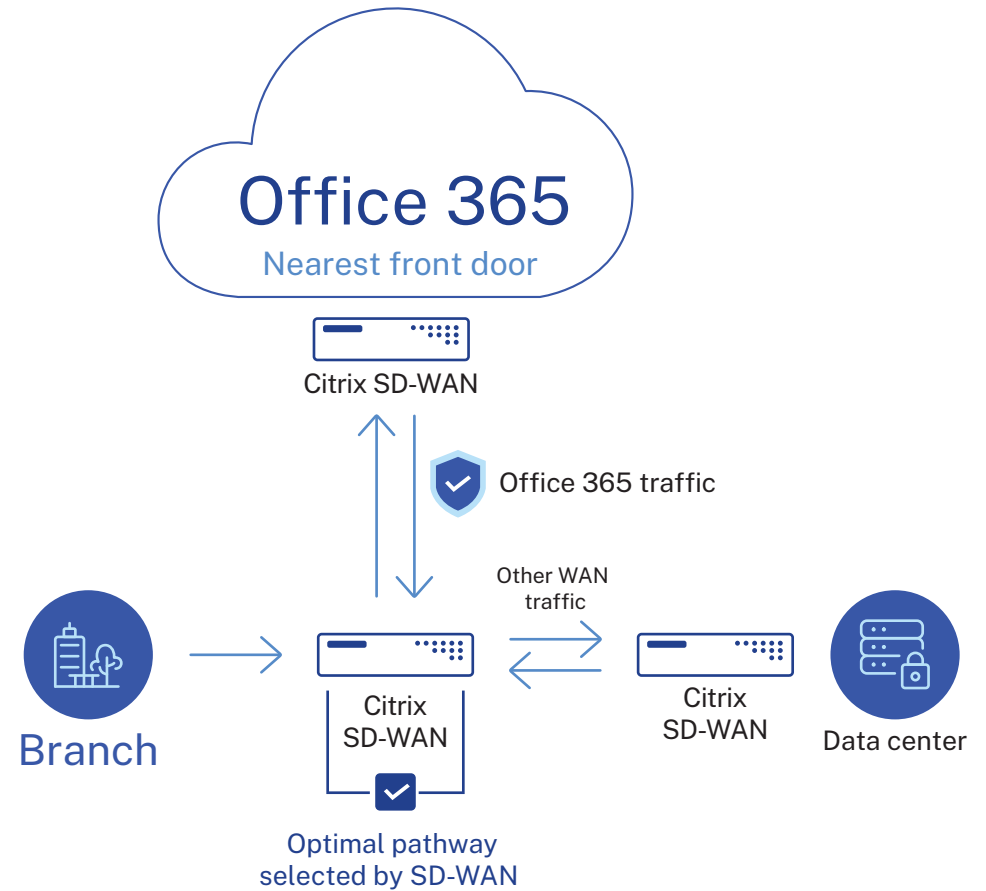 Office 365
Nearest front door
Citrix SD-WAN
Office 365 traffic
Other WAN
traffic
Branch
Citrix
SD-WAN
Citrix
SD-WAN
Data center
Optimal pathway
selected by SD-WAN